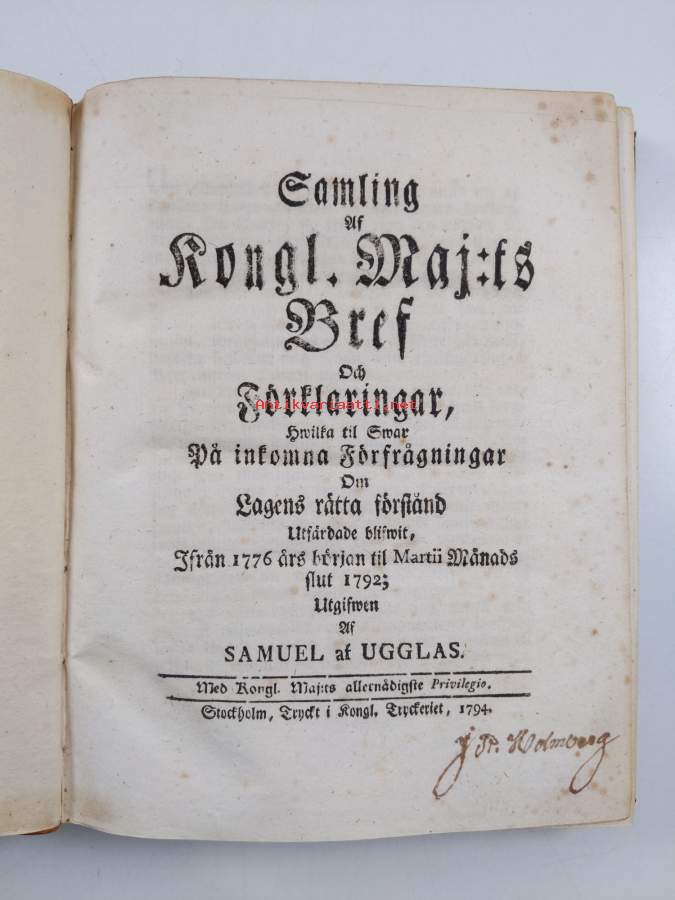 Samling
Af
Kongl. Maj:ts
Bref
Och
Förklaringar,
Antikvariaatti.net
Hwilka til Swar
På inkomna Förfrågningar
Om
Lagens rätta förstånd
Utfärdade blifwit,
Ifrån 1776 års början til Martii Månads
slut 1792;
Utgifwen
Af
SAMUEL af UGGLAS.
Med Kongl. Maj:ts allernådigste Privilegio.
Stockholm, Tryckt i Kongl. Tryckeriet, 1794.